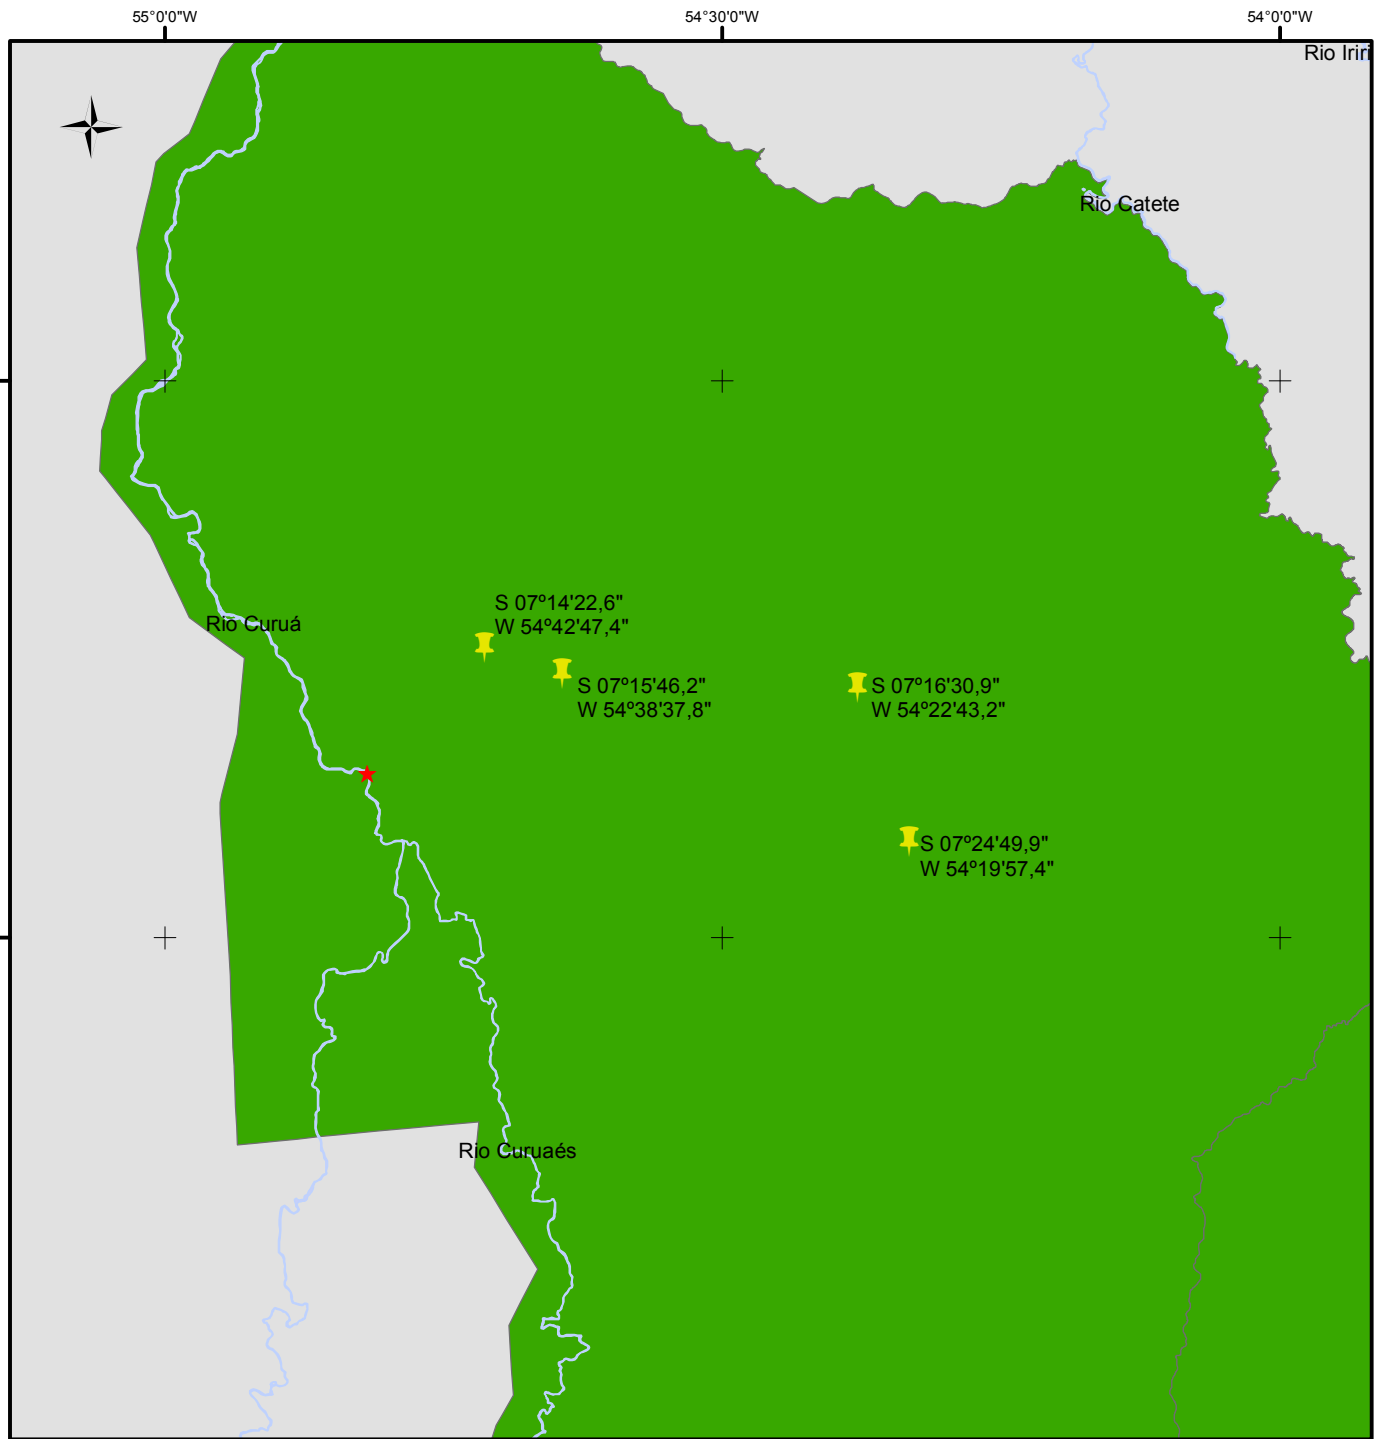 55°0'0"W
54°30'0"W
54°0'0"W
Rio Iriri
Rio Catete
S 07º14'22,6"
W 54º42'47,4"
Rio Curuá
S 07º15'46,2"
W 54º38'37,8"
S 07º16'30,9"
W 54º22'43,2"
S 07º24'49,9"
W 54º19'57,4"
Rio Curuaés